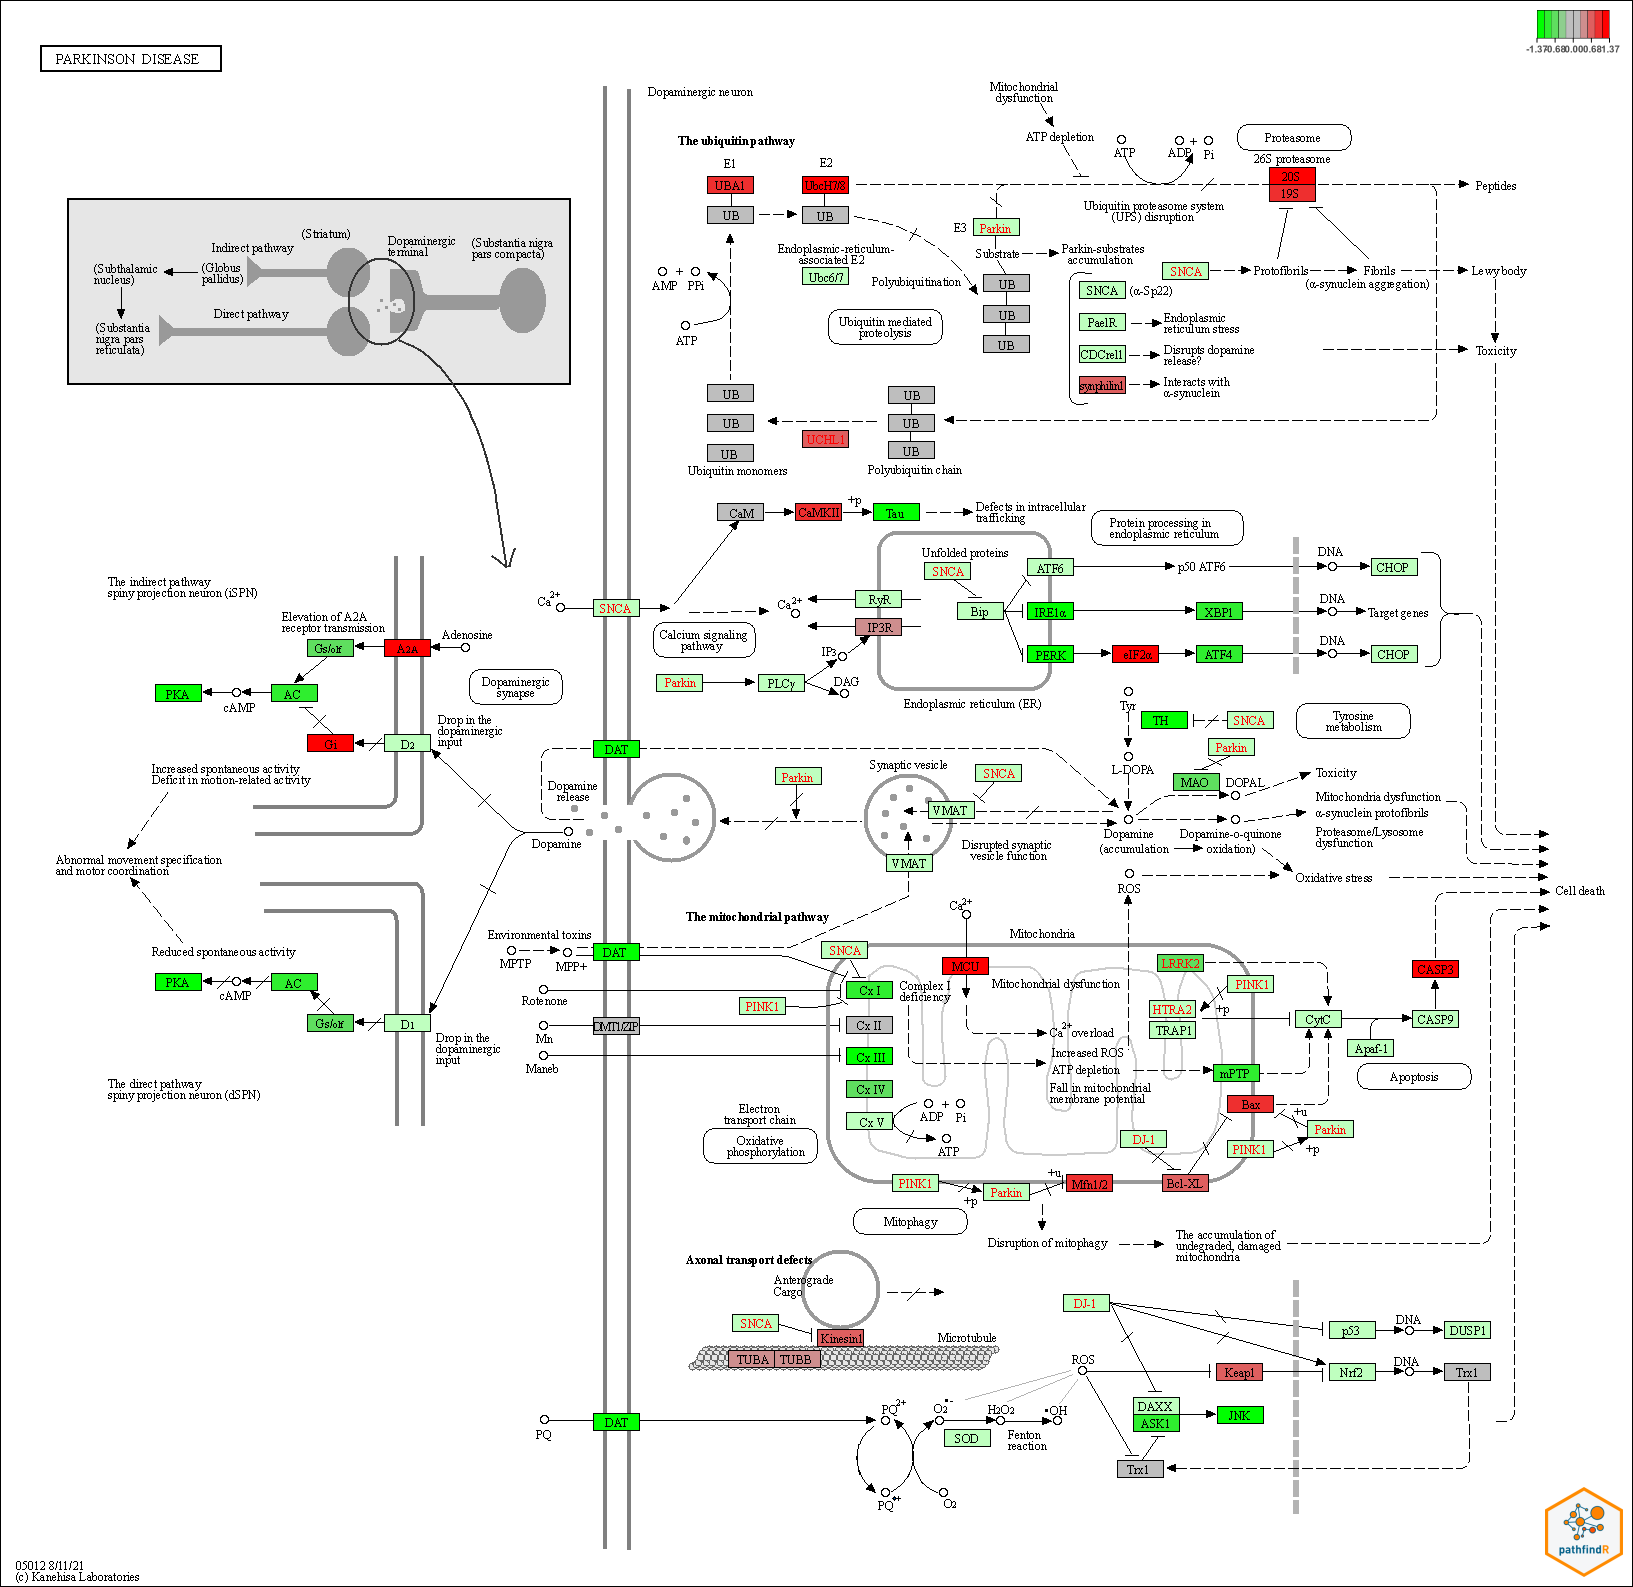 PARKINSON DISEASE
-1.37 0.68 0.00 0.68 1.37
Dopaminergic neuron
Mitochondrial
dysfunction
ATP depletion
ATP
ADP + Pi
Proteasome
26S proteasome
The ubiquitin pathway
E1
E2
UBA1
UbcH7/8
20S
19S
Peptides
UB
UB
Ubiquitin proteasome system
(UPS) disruption
E3
Parkin
Endoplasmic-reticulum-
associated E2
Ubc6/7
Substrate
Parkin-substrates
accumulation
Polyubiquitination
UB
UB
UB
SNCA
Protofibrils
Fibrils
Lewy body
(α-synuclein aggregation)
SNCA
(α-Sp22)
AMP + PPi
ATP
Ubiquitin mediated
proteolysis
PaelR
Endoplasmic
reticulum stress
CDCrel1
Disrupts dopamine
release?
Toxicity
synphilin1
Interacts with
α-synuclein
UB
UB
UB
UB
UB
UB
UCHL1
Ubiquitin monomers
Polyubiquitin chain
(Striatum)
Indirect pathway
Dopaminergic
terminal
(Substantia nigra
pars compacta)
(Subthalamic
nucleus)
(Globus
pallidus)
Direct pathway
(Substantia
nigra pars
reticulata)
CaM
CaMKII
+p
Tau
Defects in intracellular
trafficking
Protein processing in
endoplasmic reticulum
Unfolded proteins
SNCA
ATF6
p50 ATF6
DNA
CHOP
Ca2+
SNCA
Ca2+
RyR
Bip
IRE1α
XBP1
DNA
Target genes
Calcium signaling
pathway
IP3R
IP3
PERK
eIF2α
ATF4
DNA
CHOP
Parkin
PLCγ
DAG
Endoplasmic reticulum (ER)
The indirect pathway
spiny projection neuron (iSPN)
Elevation of A2A
receptor transmission
Adenosine
Gs/olf
A2A
PKA
cAMP
AC
Dopaminergic
synapse
Drop in the
dopaminergic
input
Gi
D2
Increased spontaneous activity
Deficit in motion-related activity
Abnormal movement specification
and motor coordination
Reduced spontaneous activity
PKA
cAMP
AC
Gs/olf
D1
Drop in the
dopaminergic
input
The direct pathway
spiny projection neuron (dSPN)
Tyr
TH
SNCA
Tyrosine
metabolism
Parkin
L-DOPA
MAO
DOPAL
Toxicity
DAT
Dopamine
release
Dopamine
Parkin
Synaptic vesicle
SNCA
VMAT
VMAT
Disrupted synaptic
vesicle function
Dopamine
(accumulation
Dopamine-o-quinone
oxidation)
Mitochondria dysfunction
α-synuclein protofibrils
Proteasome/Lysosome
dysfunction
ROS
Oxidative stress
Cell death
The mitochondrial pathway
Environmental toxins
MPTP
MPP+
DAT
SNCA
Ca2+
Mitochondria
MCU
Mitochondrial dysfunction
LRRK2
PINK1
CASP3
Rotenone
PINK1
Cx I
Complex I
deficiency
HTRA2
+p
TRAP1
CytC
CASP9
Mn
DMT1/ZIP
Cx II
Ca2+ overload
Apaf-1
Maneb
Cx III
Increased ROS
ATP depletion
mPTP
Apoptosis
Cx IV
Fall in mitochondrial
membrane potential
Bax
+u
Electron
transport chain
Oxidative
phosphorylation
Cx V
ADP + Pi
ATP
DJ-1
PINK1
Parkin
+p
PINK1
+p
Parkin
+u
Mfn1/2
Bcl-XL
Mitophagy
Disruption of mitophagy
The accumulation of
undegraded, damaged
mitochondria
Axonal transport defects
Anterograde
Cargo
SNCA
Kinesin1
Microtubule
TUBA
TUBB
DJ-1
p53
DNA
DUSP1
ROS
Keap1
Nrf2
DNA
Trx1
PQ
DAT
PQ2+
O2•-
H2O2
•OH
SOD
Fenton
reaction
DAXX
ASK1
JNK
Trx1
PQ•+
O2
pathfindR
05012 8/11/21
(c) Kanehisa Laboratories